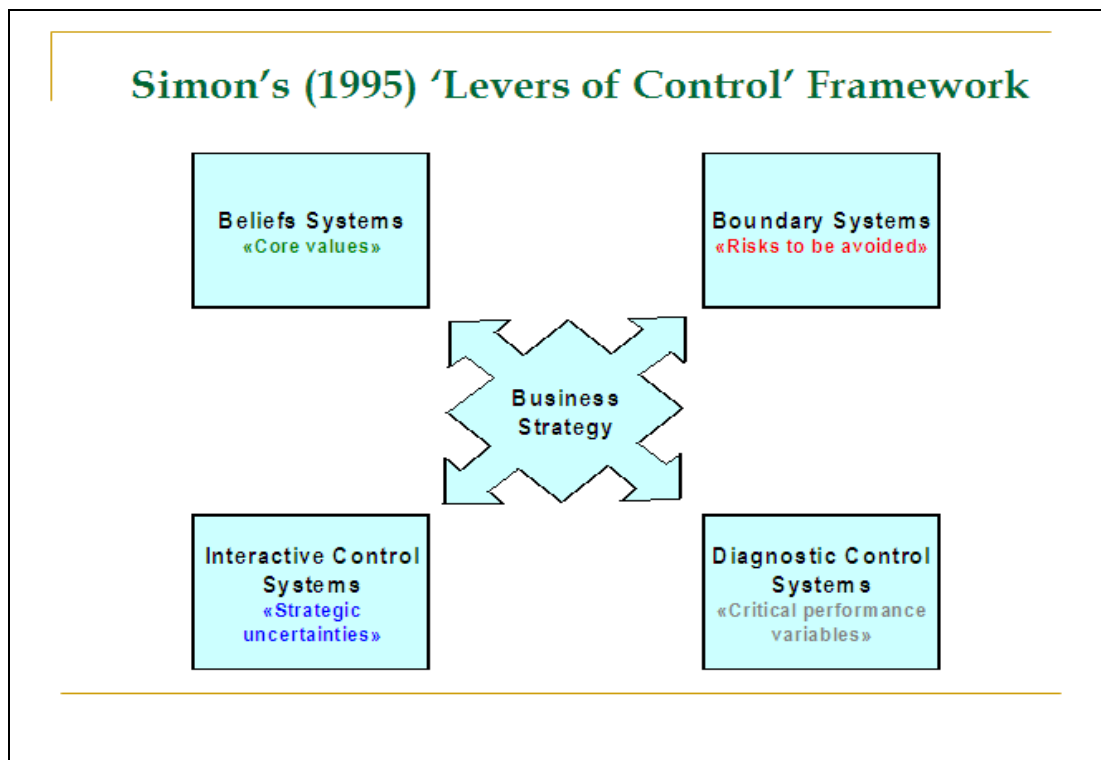 Simon's (1995) 'Levers of Control' Framework
Beliefs Systems
«Core values»
Boundary Systems
«Risks to be avoided»
Business
Strategy
Interactive Control
Systems
«Strategic
uncertainties»
Diagnostic Control
Systems
«Critical performance
variables»